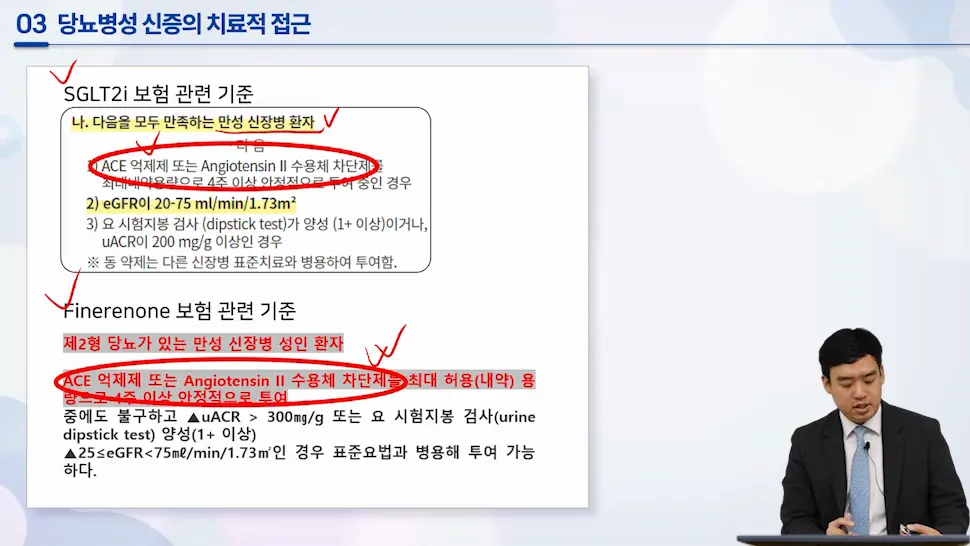 03 당뇨병성 신증의 치료적 접근
SGLT2i 보험 관련 기준
나. 다음을 모두 만족하는 만성 신장병 환자
다 음
1) ACE 억제제 또는 Angiotensin II 수용체 차단제를
최대내약용량으로 4주 이상 안정적으로 투여 중인 경우
2) eGFR이 20-75 ml/min/1.73m²
3) 요 시험지봉 검사 (dipstick test)가 양성 (1+ 이상)이거나,
uACR이 200 mg/g 이상인 경우
※ 동 약제는 다른 신장병 표준치료와 병용하여 투여함.
Finerenone 보험 관련 기준
제2형 당뇨가 있는 만성 신장병 성인 환자
ACE 억제제 또는 Angiotensin II 수용체 차단제를 최대 허용(내약) 용
량으로 4주 이상 안정적으로 투여
중에도 불구하고 ▲uACR > 300㎎/g 또는 요 시험지봉 검사(urine
dipstick test) 양성(1+ 이상)
▲25≤eGFR<75㎖/min/1.73㎡인 경우 표준요법과 병용해 투여 가능
하다.